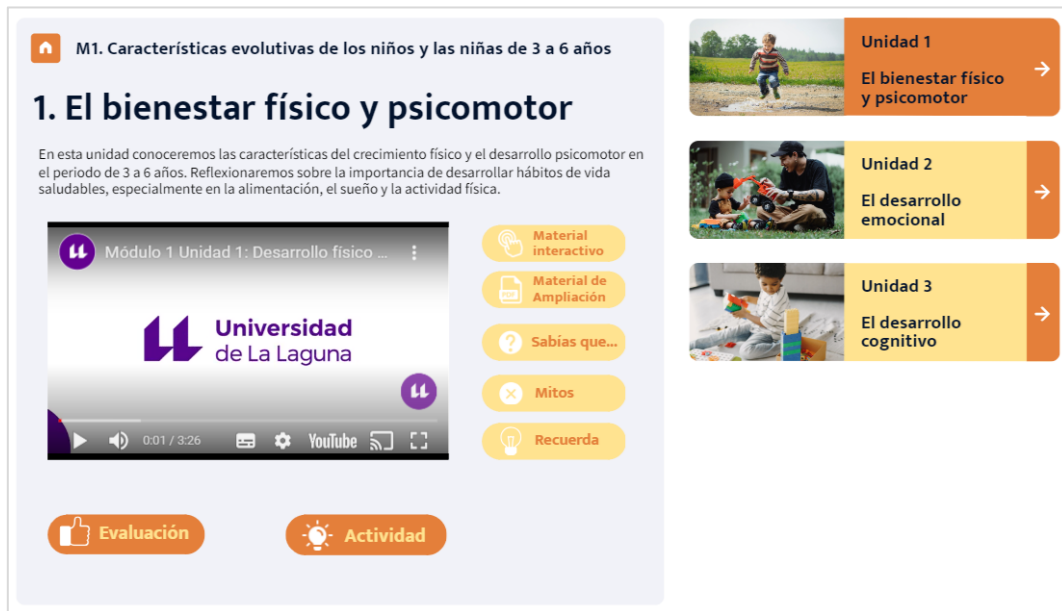 M1. Características evolutivas de los niños y las niñas de 3 a 6 años
1. El bienestar físico y psicomotor
En esta unidad conoceremos las características del crecimiento físico y el desarrollo psicomotor en
el periodo de 3 a 6 años. Reflexionaremos sobre la importancia de desarrollar hábitos de vida
saludables, especialmente en la alimentación, el sueño y la actividad física.
Módulo 1 Unidad 1: Desarrollo físico ...
Universidad
de La Laguna
0:01 / 3:26
YouTube
Material
interactivo
PDF
Material de
Ampliación
Sabías que...
Mitos
Recuerda
Evaluación
Actividad
Unidad 1
El bienestar físico
y psicomotor
Unidad 2
El desarrollo
emocional
Unidad 3
El desarrollo
cognitivo